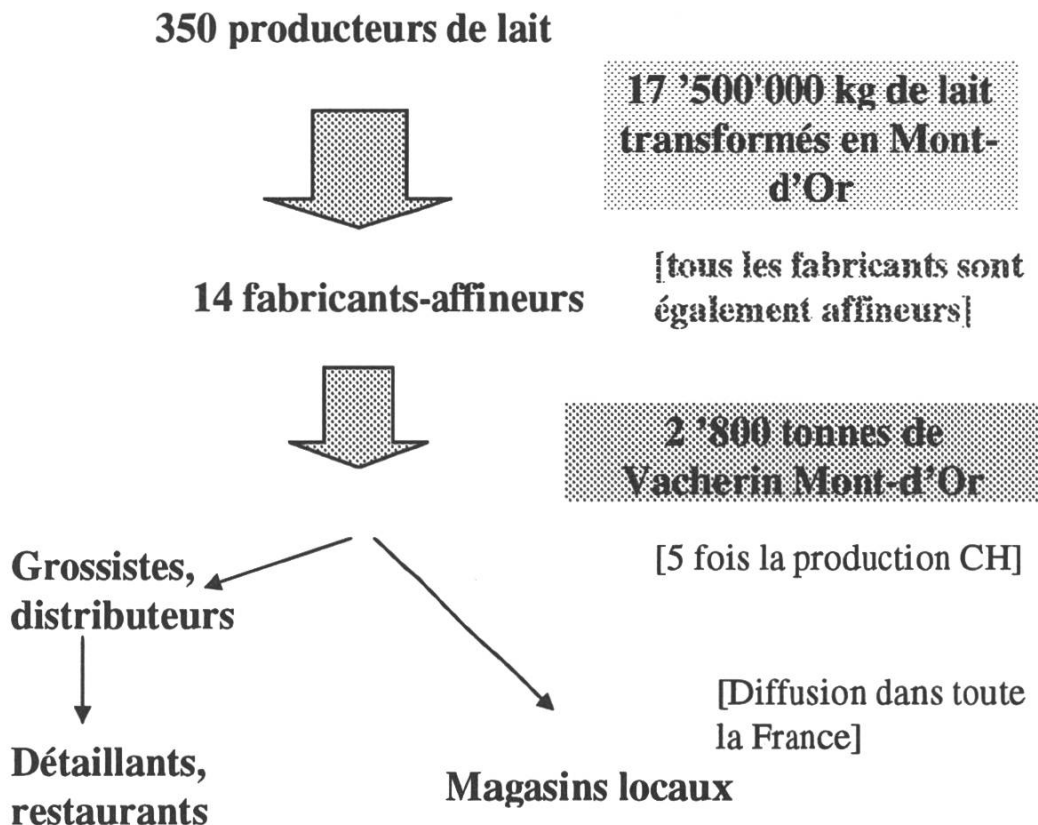 350 producteurs de lait
17 '500'000 kg de lait
transformés en Mont-
d'Or
14 fabricants-affineurs
[tous les fabricants sont
également affineurs]
2 '800 tonnes de
Vacherin Mont-d'Or
[5 fois la production CH]
Grossistes,
distributeurs
[Diffusion dans toute
la France]
Détaillants,
restaurants
Magasins locaux